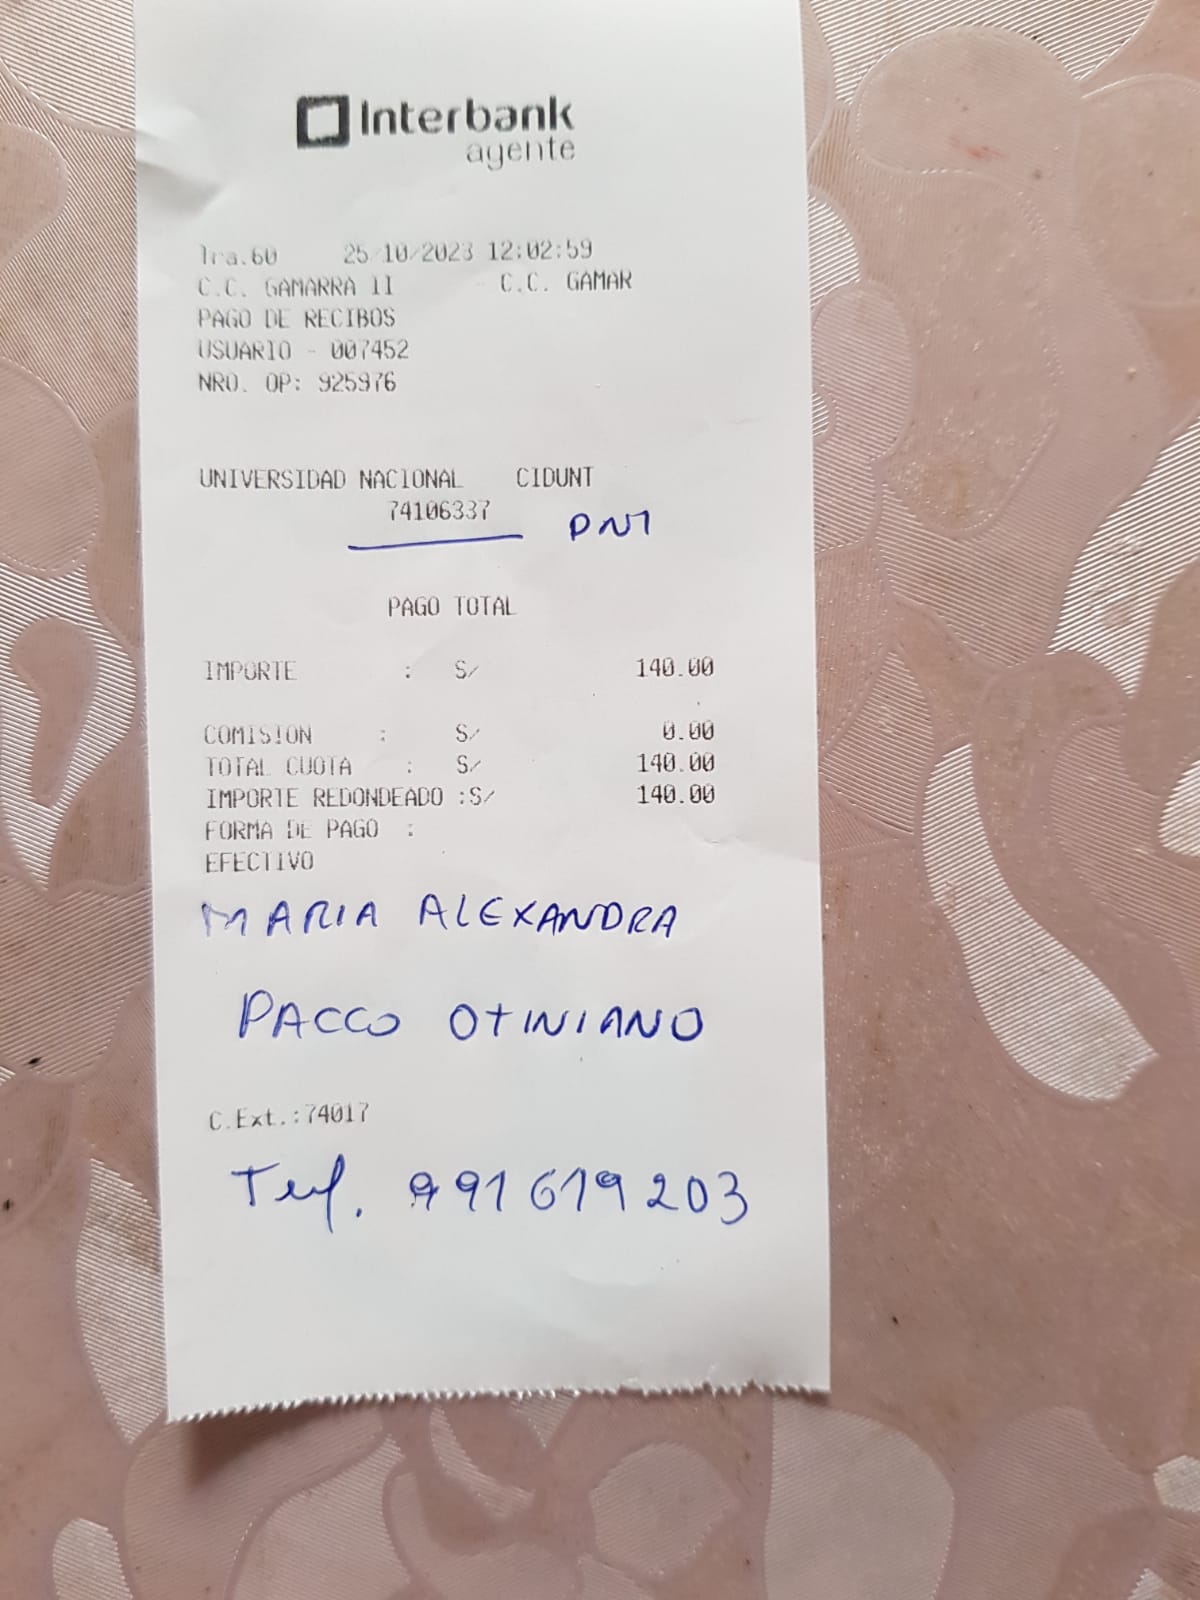 Interbank
agente
Tra.60 25/10/2023 12:02:59
C.C. GAMARRA II C.C. GAMAR
PAGO DE RECIBOS
USUARIO - 007452
NRO. OP: 925976
UNIVERSIDAD NACIONAL CIDUNT
74106337 DNI
PAGO TOTAL
IMPORTE : S/ 140.00
COMISION : S/ 0.00
TOTAL CUOTA : S/ 140.00
IMPORTE REDONDEADO :S/ 140.00
FORMA DE PAGO :
EFECTIVO
MARIA ALEXANDRA
PACCO OTINIANO
C.Ext.:74017
Telf. 991619203